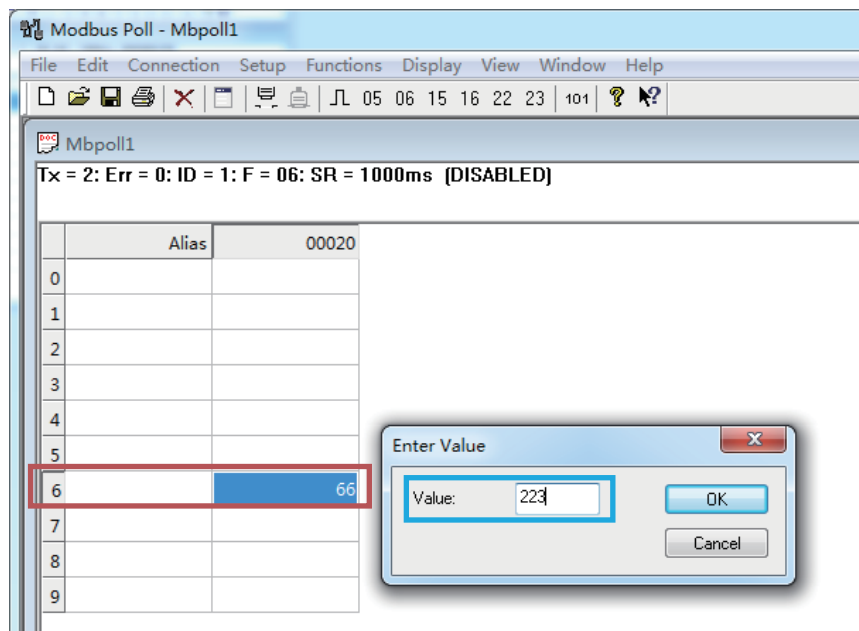 Modbus Poll - Mbpoll1
File Edit Connection Setup Functions Display View Window Help
05 06 15 16 22 23 101
Mbpoll1
Tx = 2: Err = 0: ID = 1: F = 06: SR = 1000ms (DISABLED)
Alias 00020
0
1
2
3
4
5
6 66
7
8
9
Enter Value
Value: 223
OK
Cancel